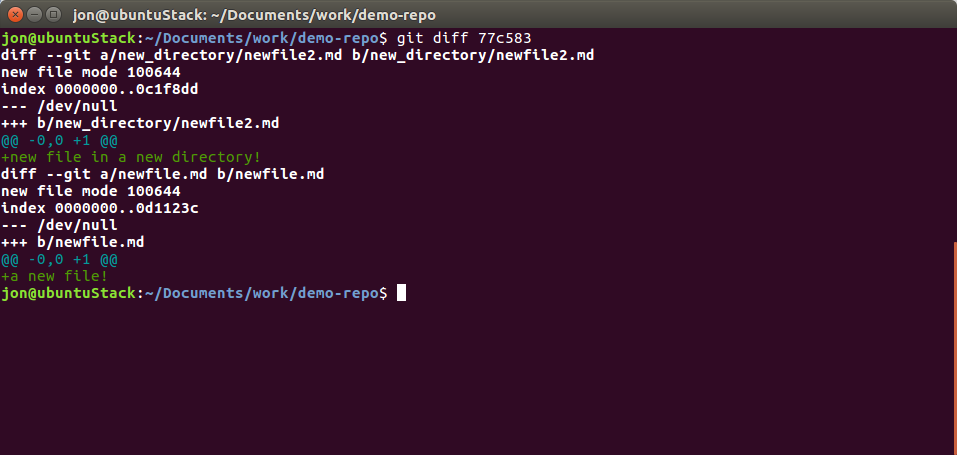 jon@ubuntuStack: ~/Documents/work/demo-repo
jon@ubuntuStack:~/Documents/work/demo-repo$ git diff 77c583
diff --git a/new_directory/newfile2.md b/new_directory/newfile2.md
new file mode 100644
index 0000000..0c1f8dd
--- /dev/null
+++ b/new_directory/newfile2.md
@@ -0,0 +1 @@
+new file in a new directory!
diff --git a/newfile.md b/newfile.md
new file mode 100644
index 0000000..0d1123c
--- /dev/null
+++ b/newfile.md
@@ -0,0 +1 @@
+a new file!
jon@ubuntuStack:~/Documents/work/demo-repo$